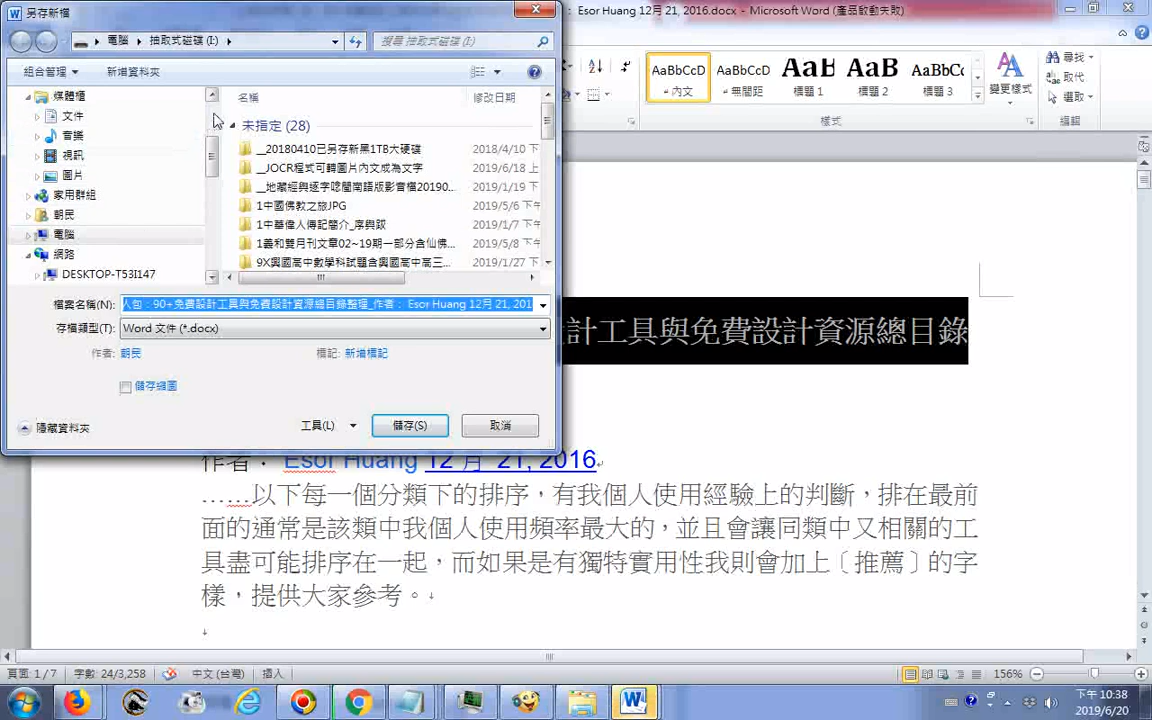 另存新檔
: Esor Huang 12月 21, 2016.docx - Microsoft Word (產品啟動失敗)
電腦 ▸ 抽取式磁碟 (I:) ▸
搜尋 抽取式磁碟 (I:)
組合管理
新增資料夾
媒體櫃
文件
音樂
視訊
圖片
家用群組
朝民
電腦
網路
DESKTOP-T53I147
名稱
修改日期
未指定 (28)
__20180410已另存新黑1TB大硬碟 2018/4/10 下
__JOCR程式可轉圖片內文成為文字 2019/6/18 上
__地藏經與逐字唸閩南語版影音檔20190... 2019/1/19 下
1中國佛教之旅JPG 2019/5/6 下午
1中華偉人傳記簡介_序與跋 2019/1/7 下午
1義和雙月刊文章02~19期一部分含仙佛... 2019/5/8 下午
9X興國高中數學科試題含興國高中高三... 2019/1/27 下
檔案名稱(N): 人包：90+免費設計工具與免費設計資源總目錄整理_作者： Esor Huang 12月 21, 201
存檔類型(T): Word 文件 (*.docx)
作者: 朝民
標記: 新增標記
儲存縮圖
隱藏資料夾
工具(L)
儲存(S)
取消
AaBbCcD
內文
AaBbCcD
無間距
AaBbC
標題 1
AaBbC
標題 2
AaBbCc
標題 3
變更樣式
尋找
取代
選取
樣式
編輯
計工具與免費設計資源總目錄
作者： Esor Huang 12 月 21, 2016
……以下每一個分類下的排序，有我個人使用經驗上的判斷，排在最前
面的通常是該類中我個人使用頻率最大的，並且會讓同類中又相關的工
具盡可能排序在一起，而如果是有獨特實用性我則會加上〔推薦〕的字
樣，提供大家參考。
頁面: 1/7
字數: 24/3,258
中文 (台灣)
插入
156%
下午 10:38
2019/6/20